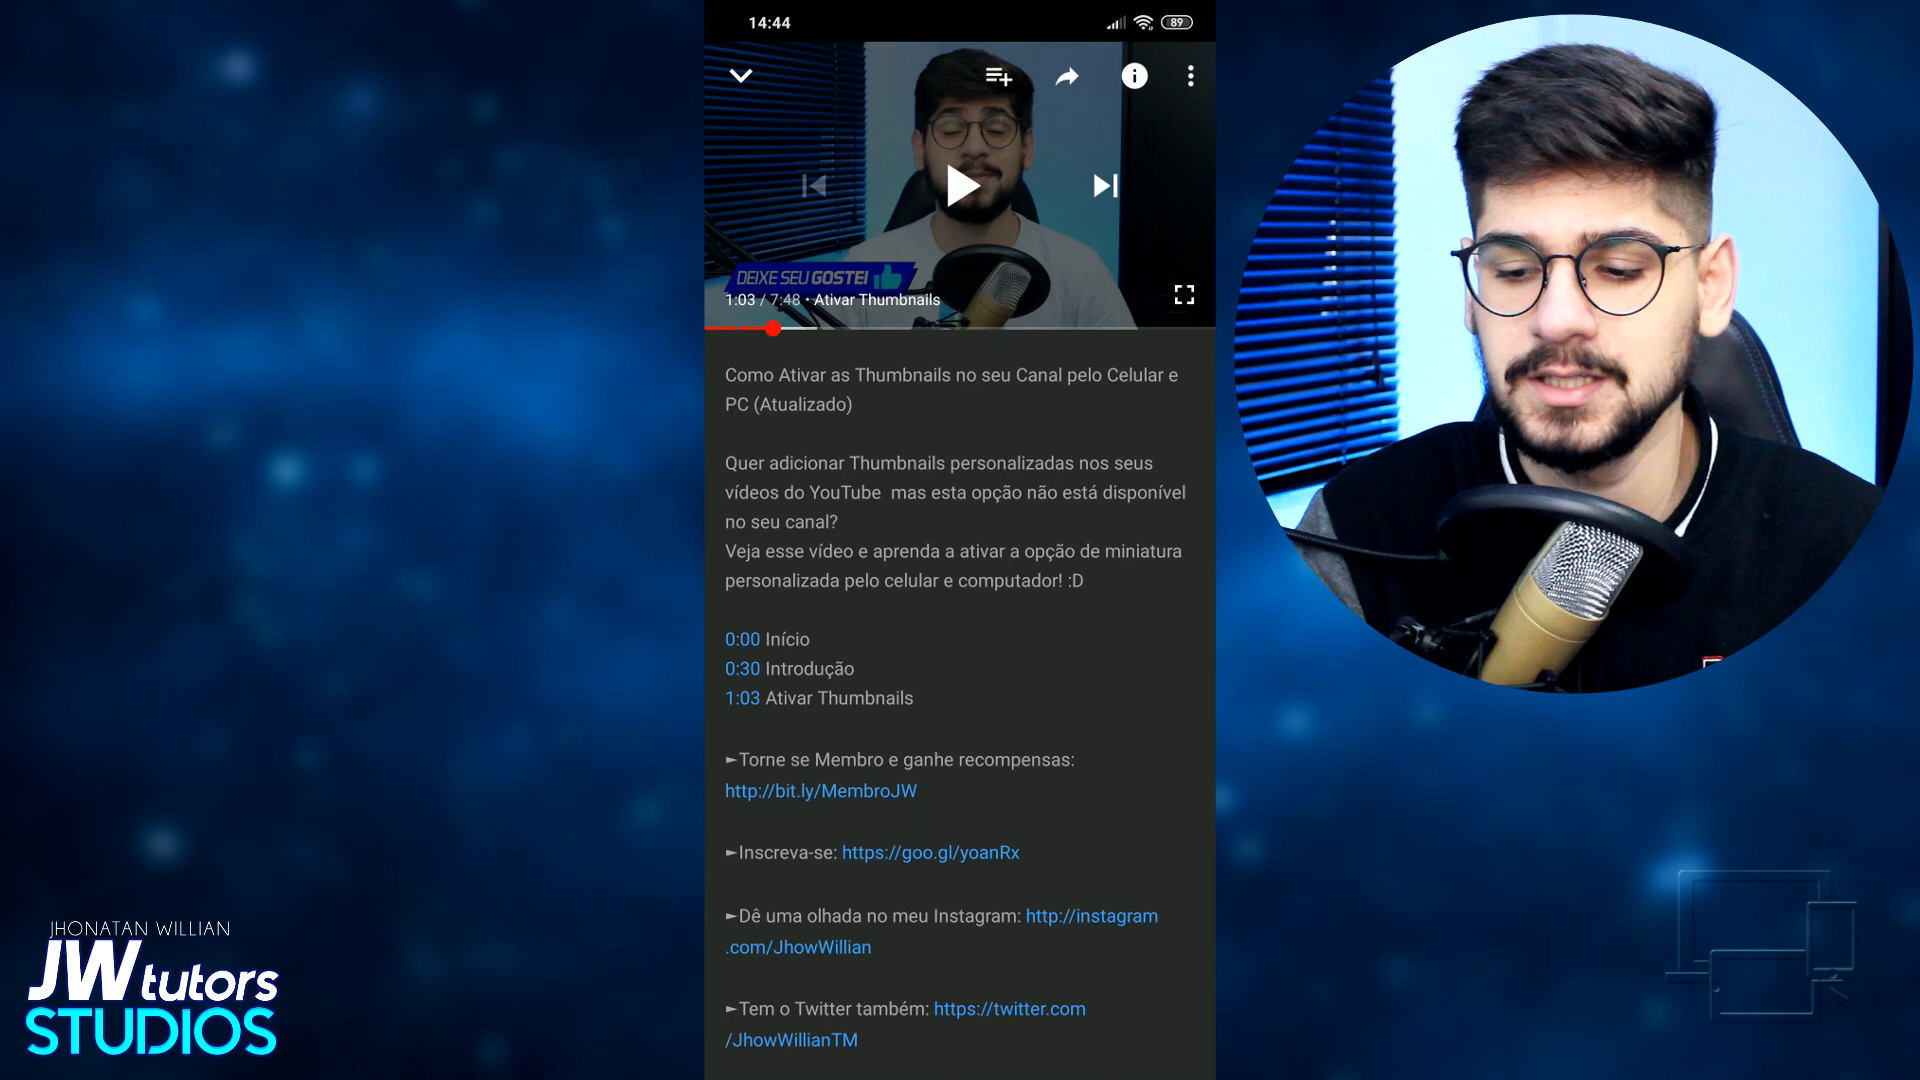 14:44
89
DEIXE SEU GOSTEI
1:03 / 7:48 • Ativar Thumbnails
Como Ativar as Thumbnails no seu Canal pelo Celular e
PC (Atualizado)
Quer adicionar Thumbnails personalizadas nos seus
vídeos do YouTube  mas esta opção não está disponível
no seu canal?
Veja esse vídeo e aprenda a ativar a opção de miniatura
personalizada pelo celular e computador! :D
0:00 Início
0:30 Introdução
1:03 Ativar Thumbnails
►Torne se Membro e ganhe recompensas:
http://bit.ly/MembroJW
►Inscreva-se: https://goo.gl/yoanRx
►Dê uma olhada no meu Instagram: http://instagram
.com/JhowWillian
►Tem o Twitter também: https://twitter.com
/JhowWillianTM
JHONATAN WILLIAN
JW tutors
STUDIOS